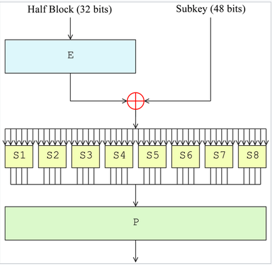 Half Block (32 bits) Subkey (48 bits)
E
S1 S2 S3 S4 S5 S6 S7 S8
P